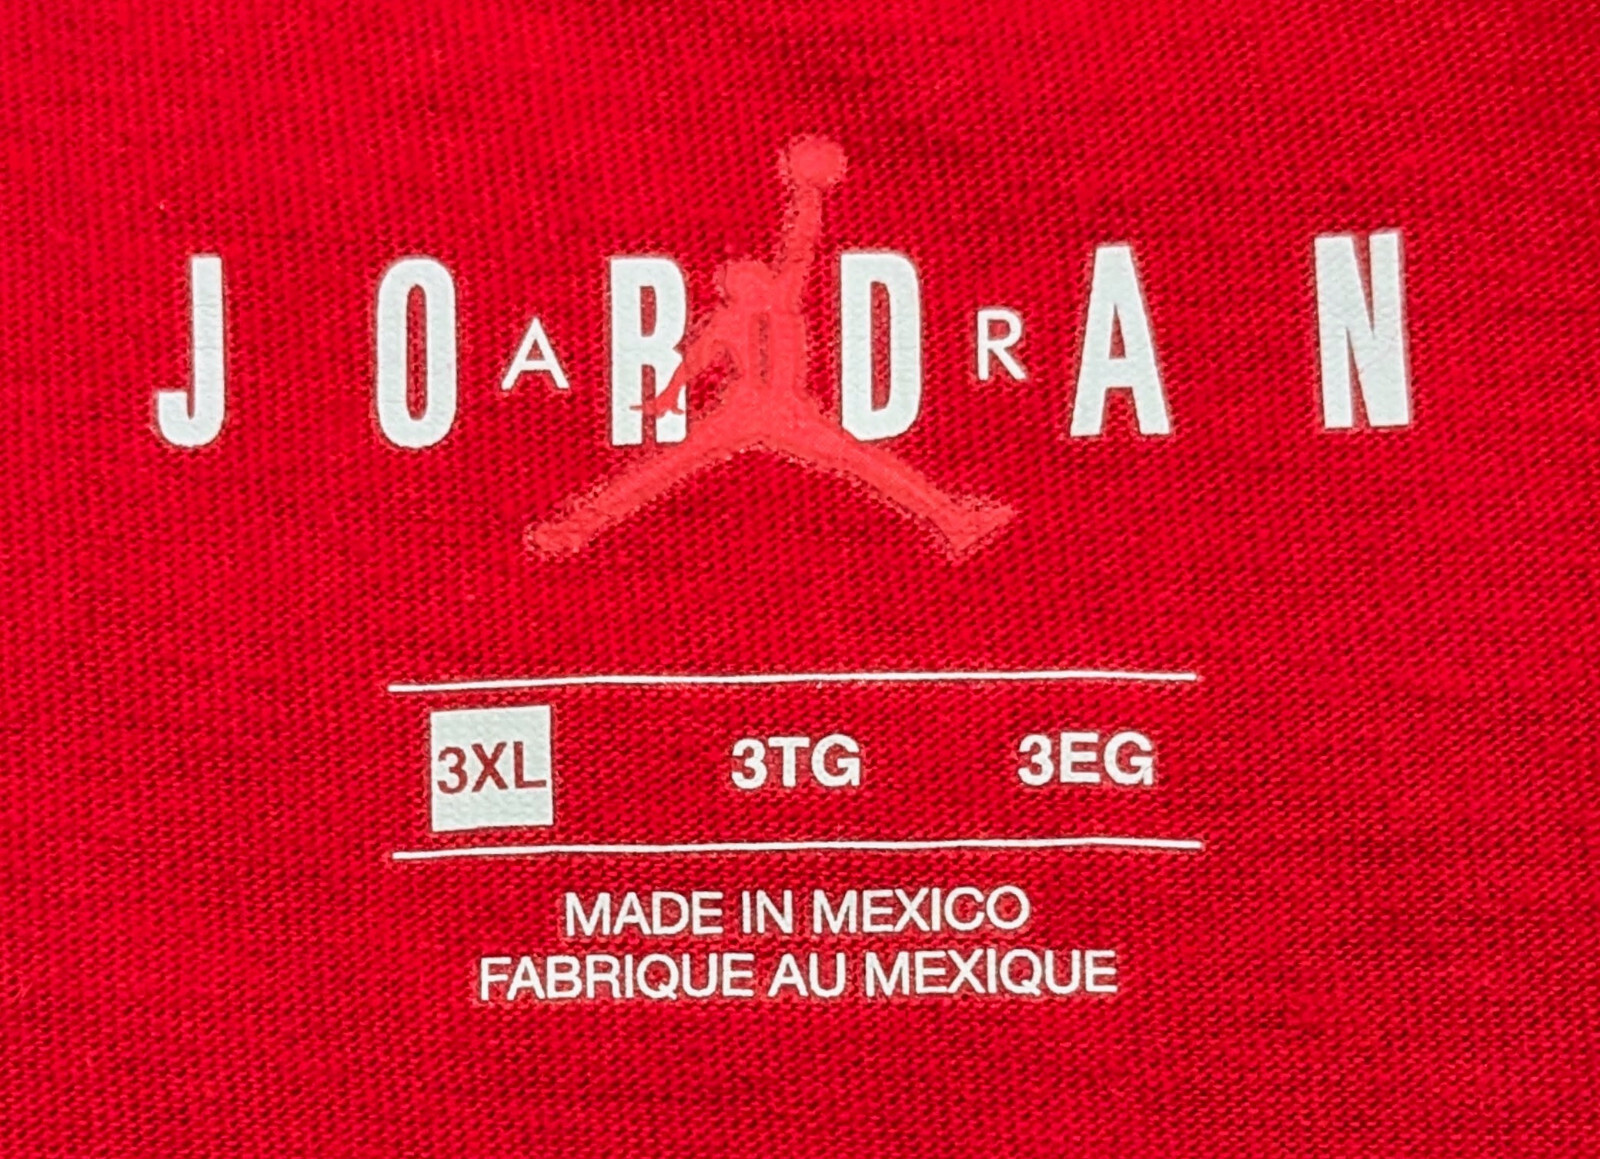 JORDAN
AIR
3XL 3TG 3EG
MADE IN MEXICO
FABRIQUE AU MEXIQUE